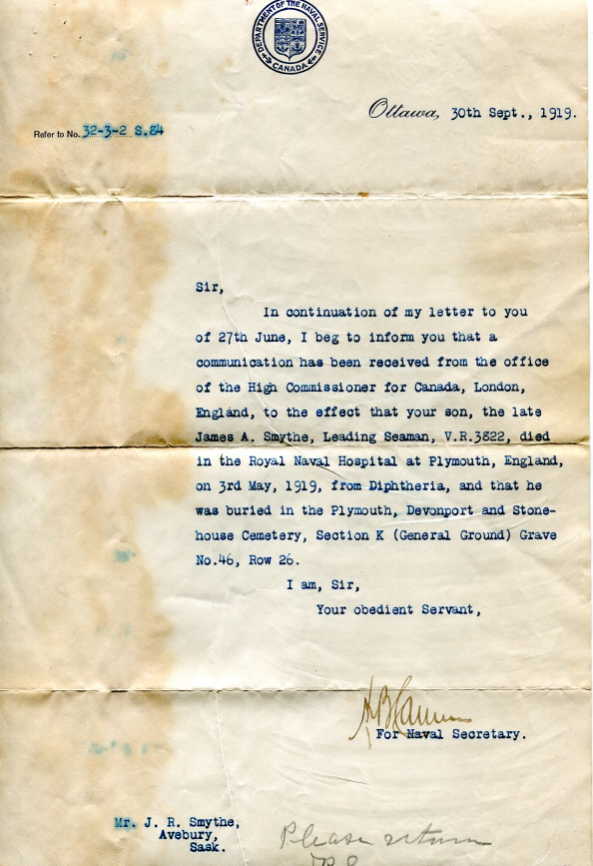 DEPARTMENT OF THE NAVAL SERVICE
CANADA
Ottawa, 30th Sept., 1919.
Refer to No. 32-3-2 S.84
Sir,
In continuation of my letter to you
of 27th June, I beg to inform you that a
communication has been received from the office
of the High Commissioner for Canada, London,
England, to the effect that your son, the late
James A. Smythe, Leading Seaman, V.R.3822, died
in the Royal Naval Hospital at Plymouth, England,
on 3rd May, 1919, from Diphtheria, and that he
was buried in the Plymouth, Devonport and Stone-
house Cemetery, Section K (General Ground) Grave
No.46, Row 26.
I am, Sir,
Your obedient Servant,
For Naval Secretary.
Mr. J. R. Smythe,
Avebury,
Sask.
Please return